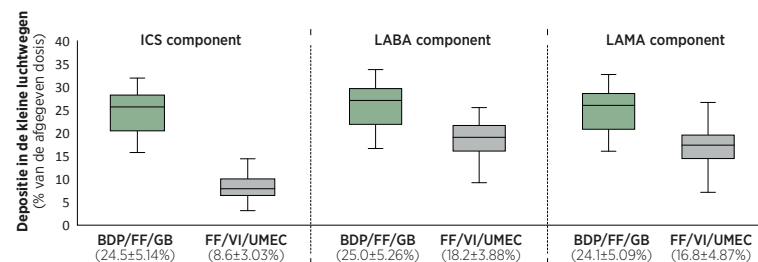 Depositie in de kleine luchtwegen
(% van de afgegeven dosis)
40
35
30
25
20
15
10
5
0
ICS component
LABA component
LAMA component
BDP/FF/GB
(24.5±5.14%)
FF/VI/UMEC
(8.6±3.03%)
BDP/FF/GB
(25.0±5.26%)
FF/VI/UMEC
(18.2±3.88%)
BDP/FF/GB
(24.1±5.09%)
FF/VI/UMEC
(16.8±4.87%)